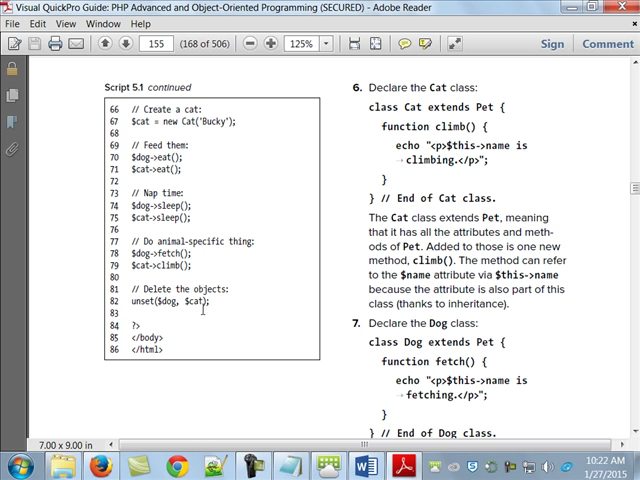 Visual QuickPro Guide: PHP Advanced and Object-Oriented Programming (SECURED) - Adobe Reader
File Edit View Window Help
155 (168 of 506) 125% Sign Comment
Script 5.1 continued
66 // Create a cat:
67 $cat = new Cat('Bucky');
68
69 // Feed them:
70 $dog->eat();
71 $cat->eat();
72
73 // Nap time:
74 $dog->sleep();
75 $cat->sleep();
76
77 // Do animal-specific thing:
78 $dog->fetch();
79 $cat->climb();
80
81 // Delete the objects:
82 unset($dog, $cat);
83
84 ?>
85 </body>
86 </html>
6. Declare the Cat class:
class Cat extends Pet {
function climb() {
echo "<p>$this->name is
→ climbing.</p>";
}
} // End of Cat class.
The Cat class extends Pet, meaning
that it has all the attributes and meth-
ods of Pet. Added to those is one new
method, climb(). The method can refer
to the $name attribute via $this->name
because the attribute is also part of this
class (thanks to inheritance).
7. Declare the Dog class:
class Dog extends Pet {
function fetch() {
echo "<p>$this->name is
→ fetching.</p>";
}
} // End of Dog class.
7.00 x 9.00 in
10:22 AM
1/27/2015